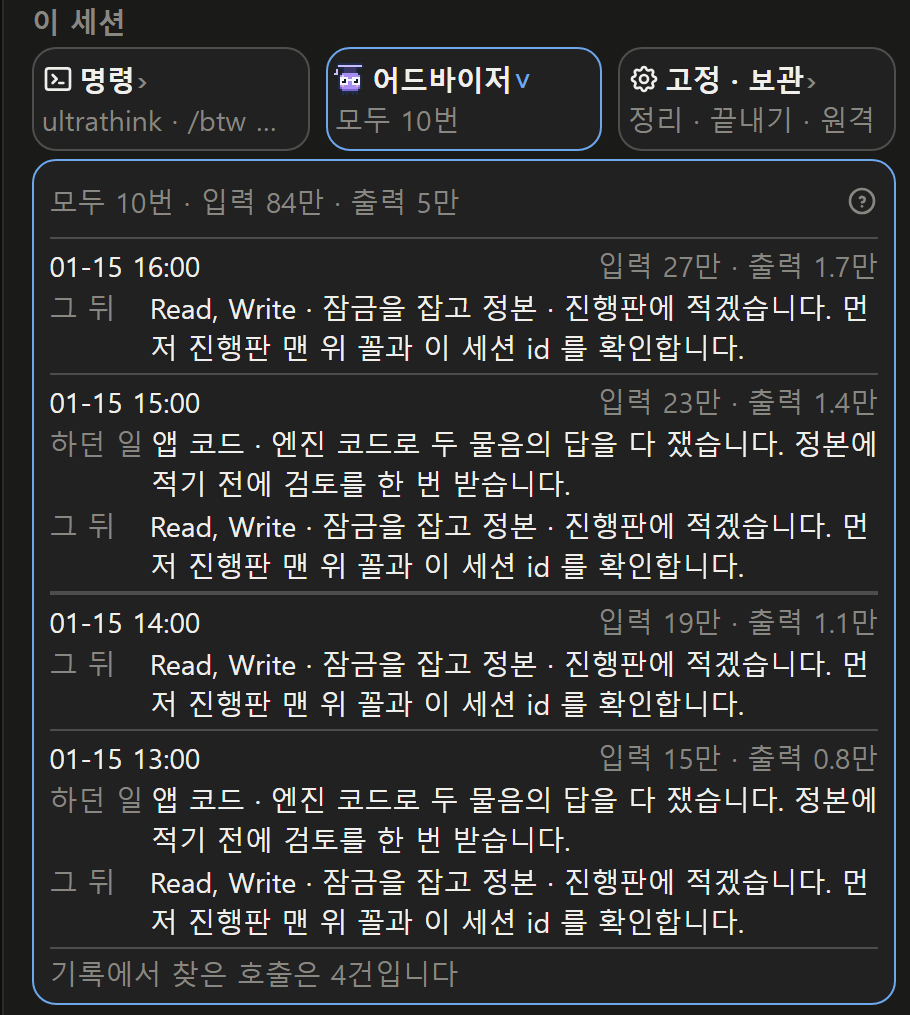 이 세션
명령›
ultrathink · /btw ...
어드바이저˅
모두 10번
고정 · 보관›
정리 · 끝내기 · 원격
모두 10번 · 입력 84만 · 출력 5만
01-15 16:00 입력 27만 · 출력 1.7만
그 뒤 Read, Write · 잠금을 잡고 정본 · 진행판에 적겠습니다. 먼
저 진행판 맨 위 꼴과 이 세션 id 를 확인합니다.
01-15 15:00 입력 23만 · 출력 1.4만
하던 일 앱 코드 · 엔진 코드로 두 물음의 답을 다 쟀습니다. 정본에
적기 전에 검토를 한 번 받습니다.
그 뒤 Read, Write · 잠금을 잡고 정본 · 진행판에 적겠습니다. 먼
저 진행판 맨 위 꼴과 이 세션 id 를 확인합니다.
01-15 14:00 입력 19만 · 출력 1.1만
그 뒤 Read, Write · 잠금을 잡고 정본 · 진행판에 적겠습니다. 먼
저 진행판 맨 위 꼴과 이 세션 id 를 확인합니다.
01-15 13:00 입력 15만 · 출력 0.8만
하던 일 앱 코드 · 엔진 코드로 두 물음의 답을 다 쟀습니다. 정본에
적기 전에 검토를 한 번 받습니다.
그 뒤 Read, Write · 잠금을 잡고 정본 · 진행판에 적겠습니다. 먼
저 진행판 맨 위 꼴과 이 세션 id 를 확인합니다.
기록에서 찾은 호출은 4건입니다